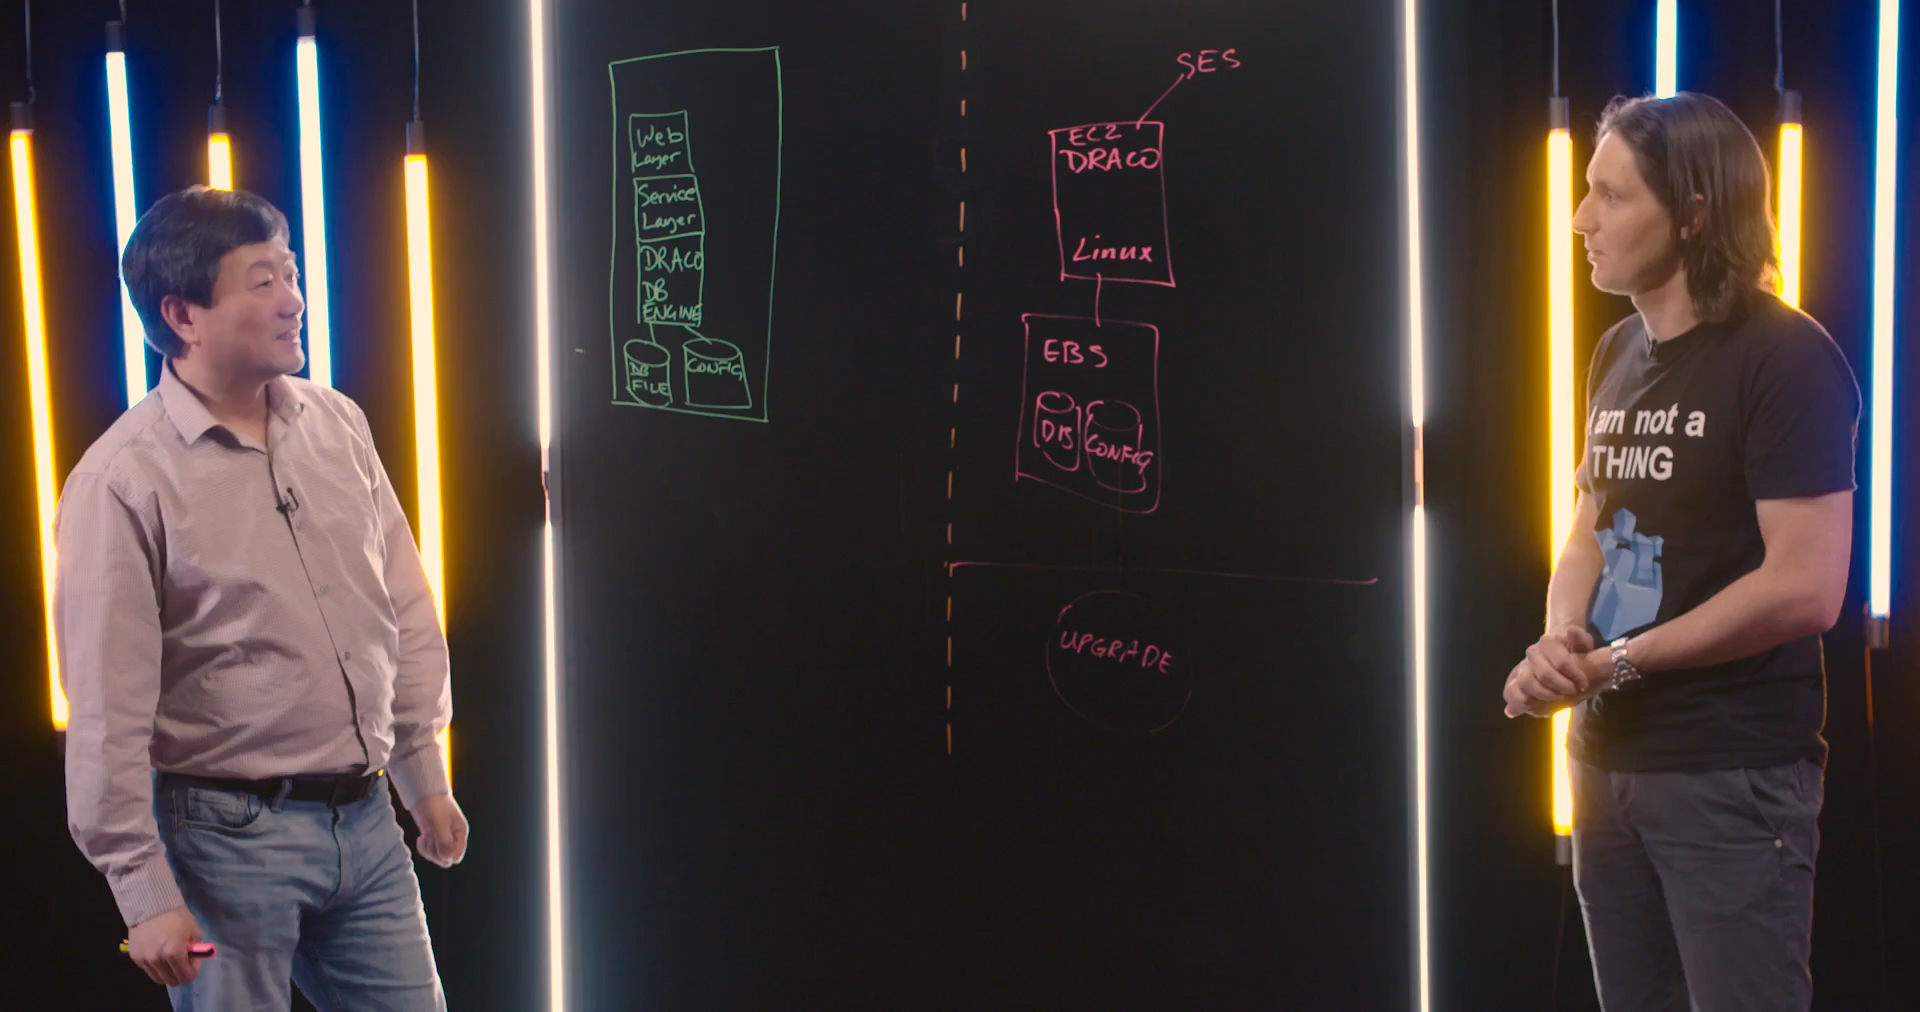 Web
Layer
Service
Layer
DRACO
DB
ENGINE
DB
FILE
CONFIG
SES
EC2
DRACO
Linux
EBS
DB
CONFIG
UPGRADE
I am not a
THING